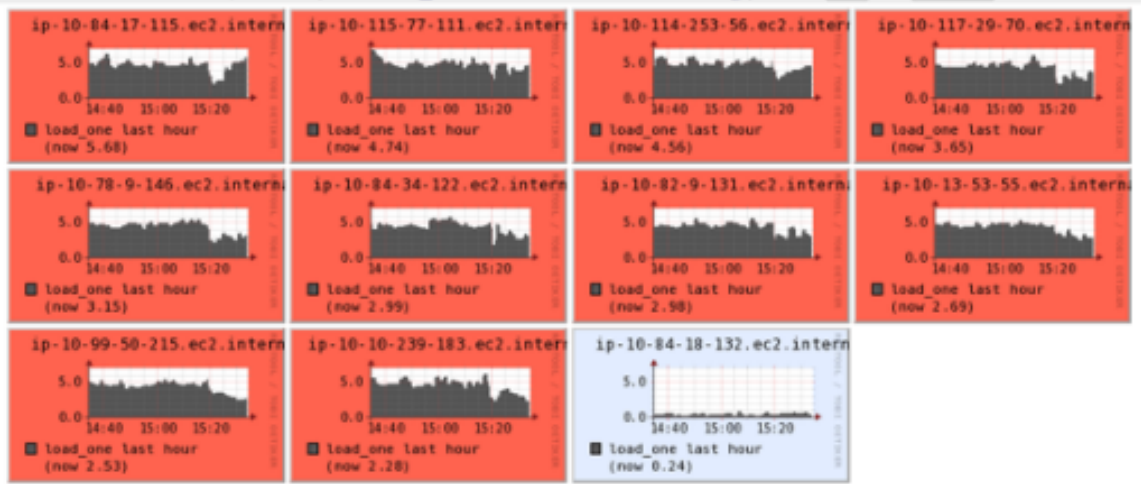 ip-10-84-17-115.ec2.intern
5.0
0.0
14:40 15:00 15:20
load_one last hour
(now 5.68)
ip-10-115-77-111.ec2.intern
5.0
0.0
14:40 15:00 15:20
load_one last hour
(now 4.74)
ip-10-114-253-56.ec2.intern
5.0
0.0
14:40 15:00 15:20
load_one last hour
(now 4.56)
ip-10-117-29-70.ec2.intern
5.0
0.0
14:40 15:00 15:20
load_one last hour
(now 3.65)
ip-10-78-9-146.ec2.interna
5.0
0.0
14:40 15:00 15:20
load_one last hour
(now 3.15)
ip-10-84-34-122.ec2.intern
5.0
0.0
14:40 15:00 15:20
load_one last hour
(now 2.99)
ip-10-82-9-131.ec2.interna
5.0
0.0
14:40 15:00 15:20
load_one last hour
(now 2.98)
ip-10-13-53-55.ec2.interna
5.0
0.0
14:40 15:00 15:20
load_one last hour
(now 2.69)
ip-10-99-50-215.ec2.intern
5.0
0.0
14:40 15:00 15:20
load_one last hour
(now 2.53)
ip-10-10-239-183.ec2.intern
5.0
0.0
14:40 15:00 15:20
load_one last hour
(now 2.28)
ip-10-84-18-132.ec2.intern
5.0
0.0
14:40 15:00 15:20
load_one last hour
(now 0.24)